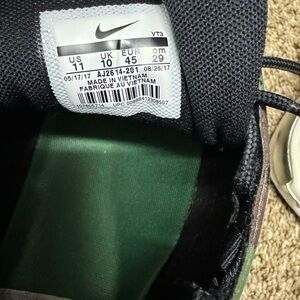 VT3
US UK EUR cm
11 10 45 29
05/17/17 AJ2614-201 08/26/17
MADE IN VIETNAM
FABRIQUÉ AU VIETNAM